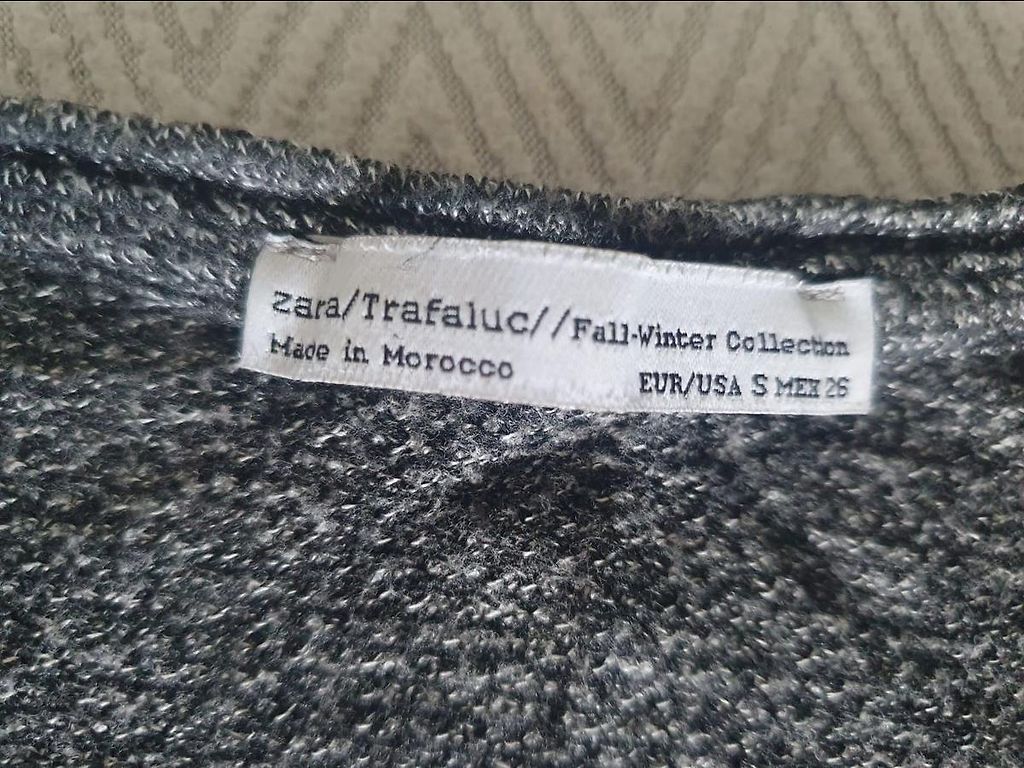 zara/Trafaluc//Fall-Winter Collection
Made in Morocco
EUR/USA S MEX 26